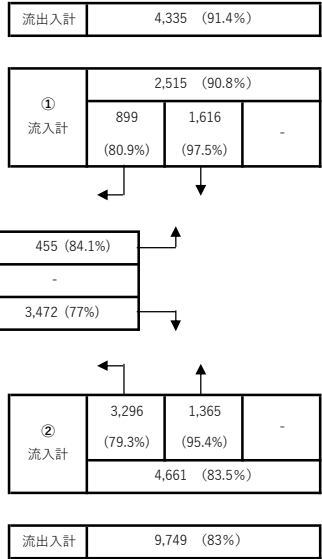 流出入計 4,335 (91.4%)
2,515 (90.8%)
①
流入計
899 1,616 -
(80.9%) (97.5%)
455 (84.1%)
-
3,472 (77%)
②
流入計
3,296 1,365 -
(79.3%) (95.4%)
4,661 (83.5%)
流出入計 9,749 (83%)